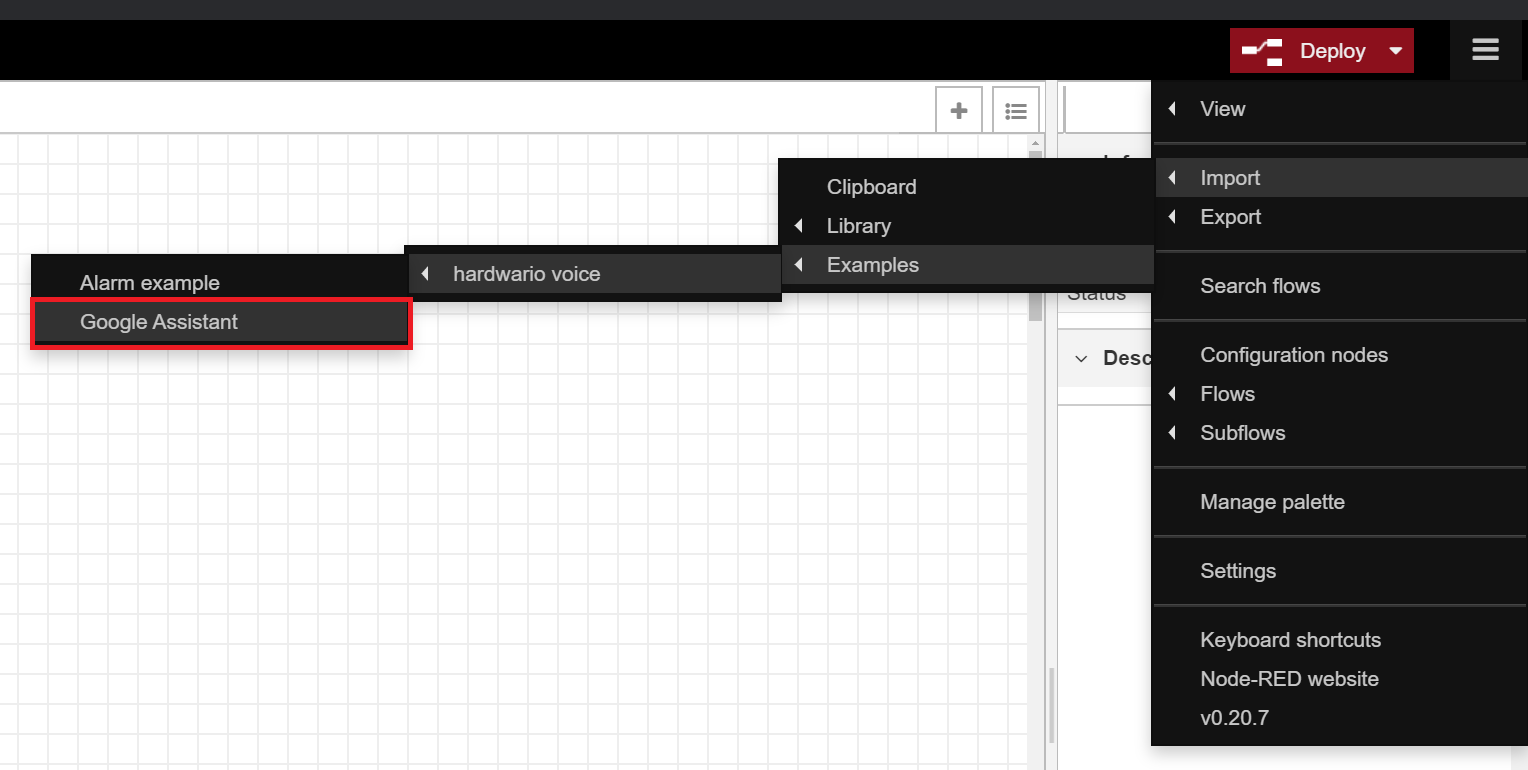 Deploy
View
Import
Export
Search flows
Configuration nodes
Flows
Subflows
Manage palette
Settings
Keyboard shortcuts
Node-RED website
v0.20.7
Clipboard
Library
Examples
hardwario voice
Alarm example
Google Assistant
Status
Desc